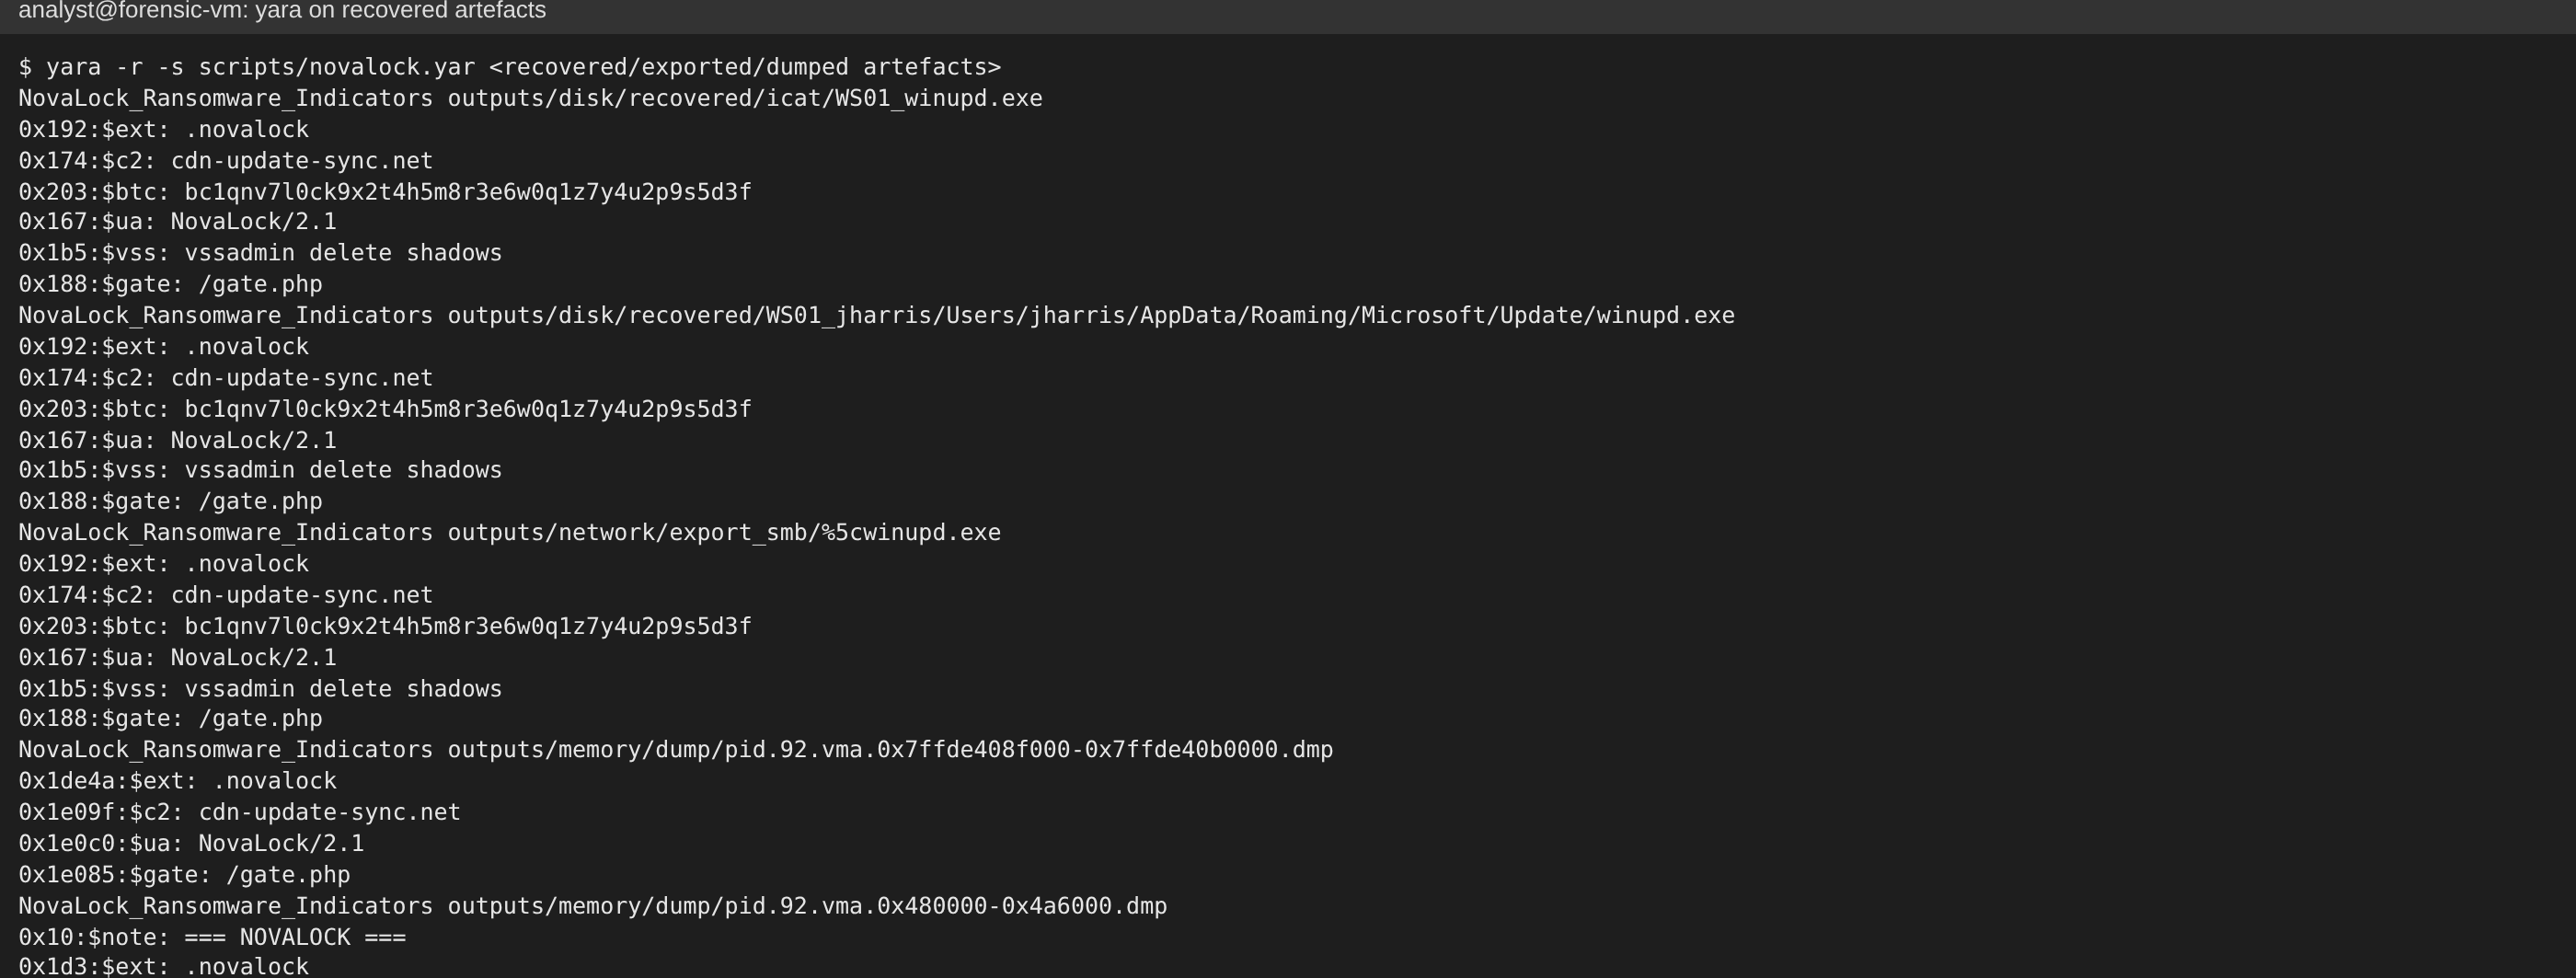 analyst@forensic-vm: yara on recovered artefacts
$ yara -r -s scripts/novalock.yar <recovered/exported/dumped artefacts>
NovaLock_Ransomware_Indicators outputs/disk/recovered/icat/WS01_winupd.exe
0x192:$ext: .novalock
0x174:$c2: cdn-update-sync.net
0x203:$btc: bc1qnv7l0ck9x2t4h5m8r3e6w0q1z7y4u2p9s5d3f
0x167:$ua: NovaLock/2.1
0x1b5:$vss: vssadmin delete shadows
0x188:$gate: /gate.php
NovaLock_Ransomware_Indicators outputs/disk/recovered/WS01_jharris/Users/jharris/AppData/Roaming/Microsoft/Update/winupd.exe
0x192:$ext: .novalock
0x174:$c2: cdn-update-sync.net
0x203:$btc: bc1qnv7l0ck9x2t4h5m8r3e6w0q1z7y4u2p9s5d3f
0x167:$ua: NovaLock/2.1
0x1b5:$vss: vssadmin delete shadows
0x188:$gate: /gate.php
NovaLock_Ransomware_Indicators outputs/network/export_smb/%5cwinupd.exe
0x192:$ext: .novalock
0x174:$c2: cdn-update-sync.net
0x203:$btc: bc1qnv7l0ck9x2t4h5m8r3e6w0q1z7y4u2p9s5d3f
0x167:$ua: NovaLock/2.1
0x1b5:$vss: vssadmin delete shadows
0x188:$gate: /gate.php
NovaLock_Ransomware_Indicators outputs/memory/dump/pid.92.vma.0x7ffde408f000-0x7ffde40b0000.dmp
0x1de4a:$ext: .novalock
0x1e09f:$c2: cdn-update-sync.net
0x1e0c0:$ua: NovaLock/2.1
0x1e085:$gate: /gate.php
NovaLock_Ransomware_Indicators outputs/memory/dump/pid.92.vma.0x480000-0x4a6000.dmp
0x10:$note: === NOVALOCK ===
0x1d3:$ext: .novalock